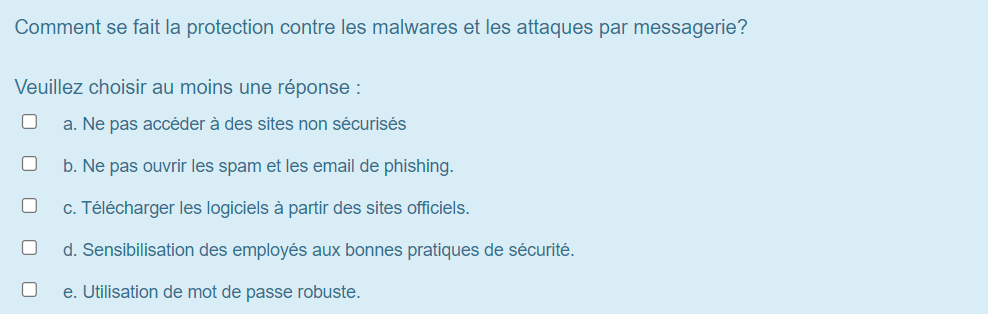 Comment se fait la protection contre les malwares et les attaques par messagerie?
Veuillez choisir au moins une réponse :
a. Ne pas accéder à des sites non sécurisés
b. Ne pas ouvrir les spam et les email de phishing.
c. Télécharger les logiciels à partir des sites officiels.
d. Sensibilisation des employés aux bonnes pratiques de sécurité.
e. Utilisation de mot de passe robuste.